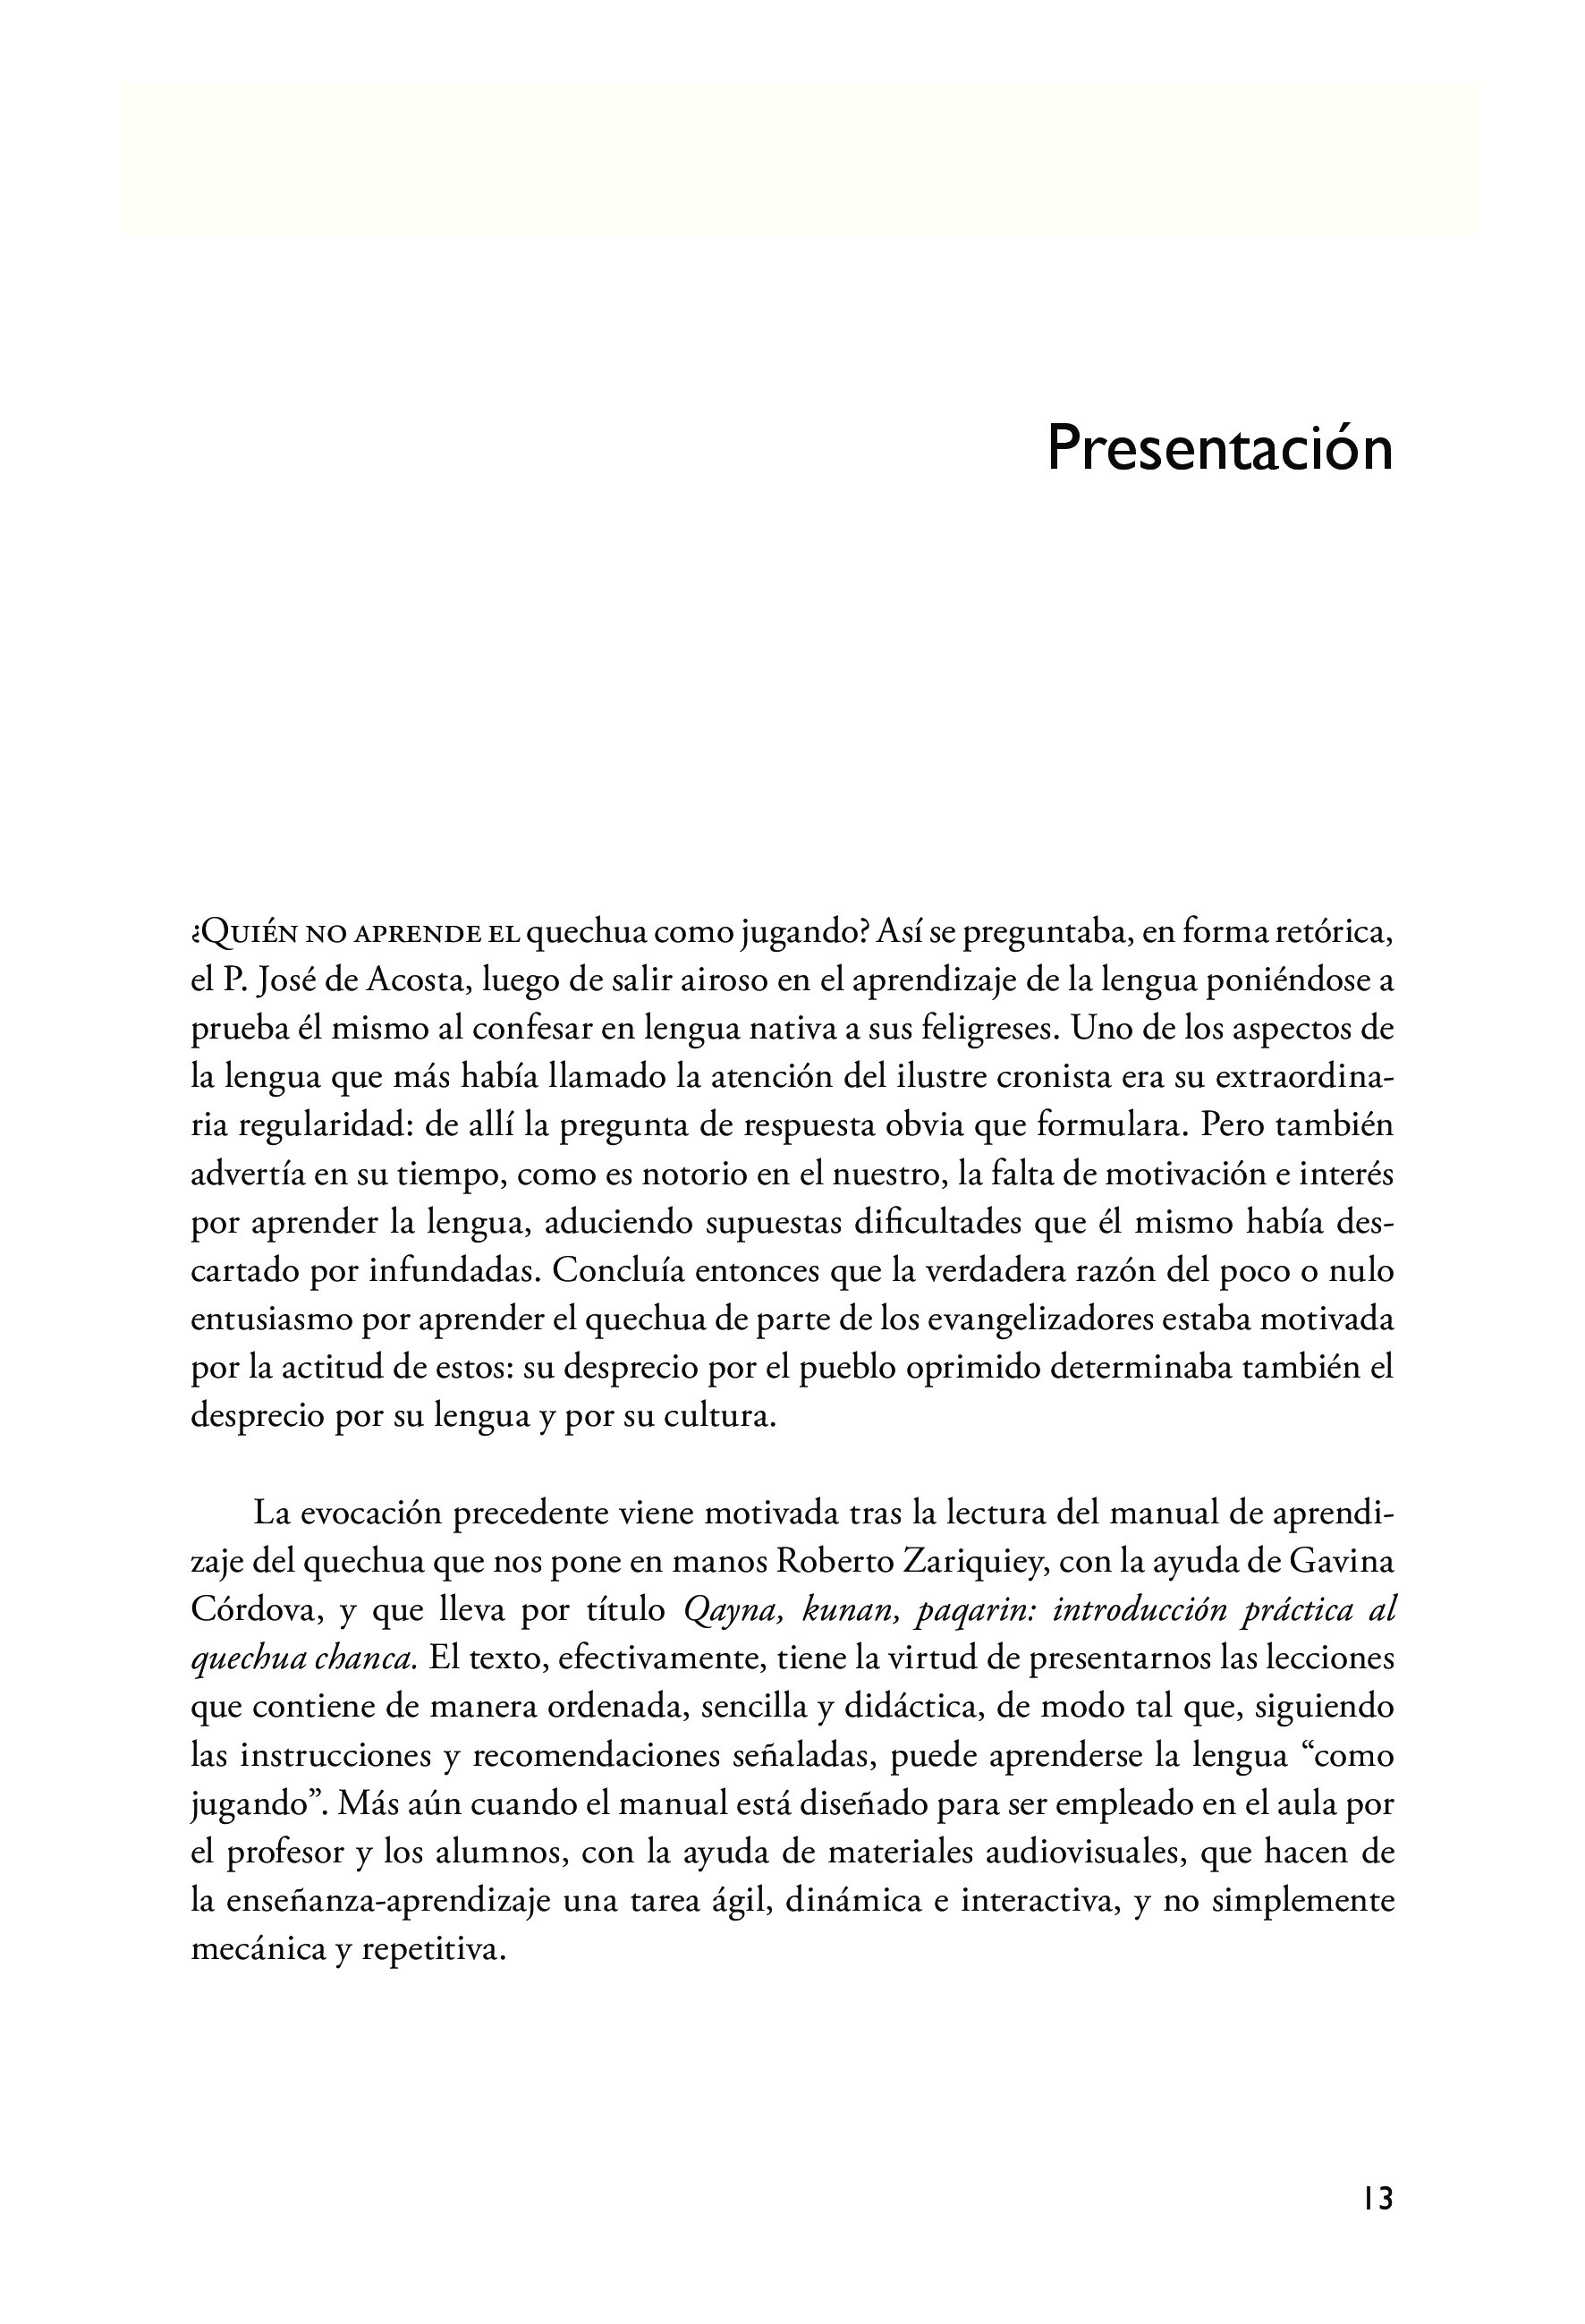 Presentación
¿Quién no aprende el quechua como jugando? Así se preguntaba, en forma retórica,
el P. José de Acosta, luego de salir airoso en el aprendizaje de la lengua poniéndose a
prueba él mismo al confesar en lengua nativa a sus feligreses. Uno de los aspectos de
la lengua que más había llamado la atención del ilustre cronista era su extraordina-
ria regularidad: de allí la pregunta de respuesta obvia que formulara. Pero también
advertía en su tiempo, como es notorio en el nuestro, la falta de motivación e interés
por aprender la lengua, aduciendo supuestas dificultades que él mismo había des-
cartado por infundadas. Concluía entonces que la verdadera razón del poco o nulo
entusiasmo por aprender el quechua de parte de los evangelizadores estaba motivada
por la actitud de estos: su desprecio por el pueblo oprimido determinaba también el
desprecio por su lengua y por su cultura.
La evocación precedente viene motivada tras la lectura del manual de aprendi-
zaje del quechua que nos pone en manos Roberto Zariquiey, con la ayuda de Gavina
Córdova, y que lleva por título Qayna, kunan, paqarin: introducción práctica al
quechua chanca. El texto, efectivamente, tiene la virtud de presentarnos las lecciones
que contiene de manera ordenada, sencilla y didáctica, de modo tal que, siguiendo
las instrucciones y recomendaciones señaladas, puede aprenderse la lengua “como
jugando”. Más aún cuando el manual está diseñado para ser empleado en el aula por
el profesor y los alumnos, con la ayuda de materiales audiovisuales, que hacen de
la enseñanza-aprendizaje una tarea ágil, dinámica e interactiva, y no simplemente
mecánica y repetitiva.
13